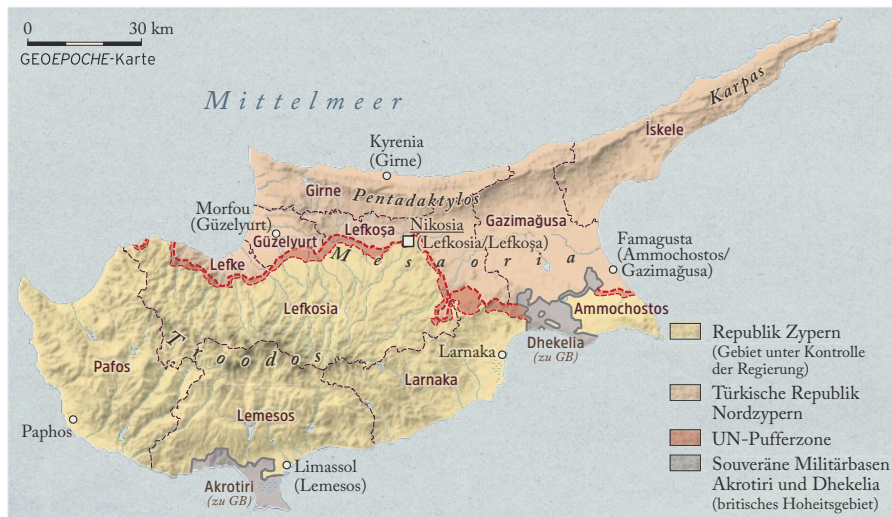 0
30 km
GEOEPOCHE-Karte
Mittelmeer
Karpas
İskele
Kyrenia
(Girne)
Girne
Pentadaktylos
Morfou
(Güzelyurt)
Güzelyurt
Lefkoşa
Nikosia
(Lefkosia/Lefkoşa)
Gazimağusa
Famagusta
(Ammochostos/
Gazimağusa)
Lefke
Mesaoria
Lefkosia
Ammochostos
Troodos
Dhekelia
(zu GB)
Larnaka
Pafos
Larnaka
Lemesos
Paphos
Limassol
(Lemesos)
Akrotiri
(zu GB)
Republik Zypern
(Gebiet unter Kontrolle
der Regierung)
Türkische Republik
Nordzypern
UN-Pufferzone
Souveräne Militärbasen
Akrotiri und Dhekelia
(britisches Hoheitsgebiet)